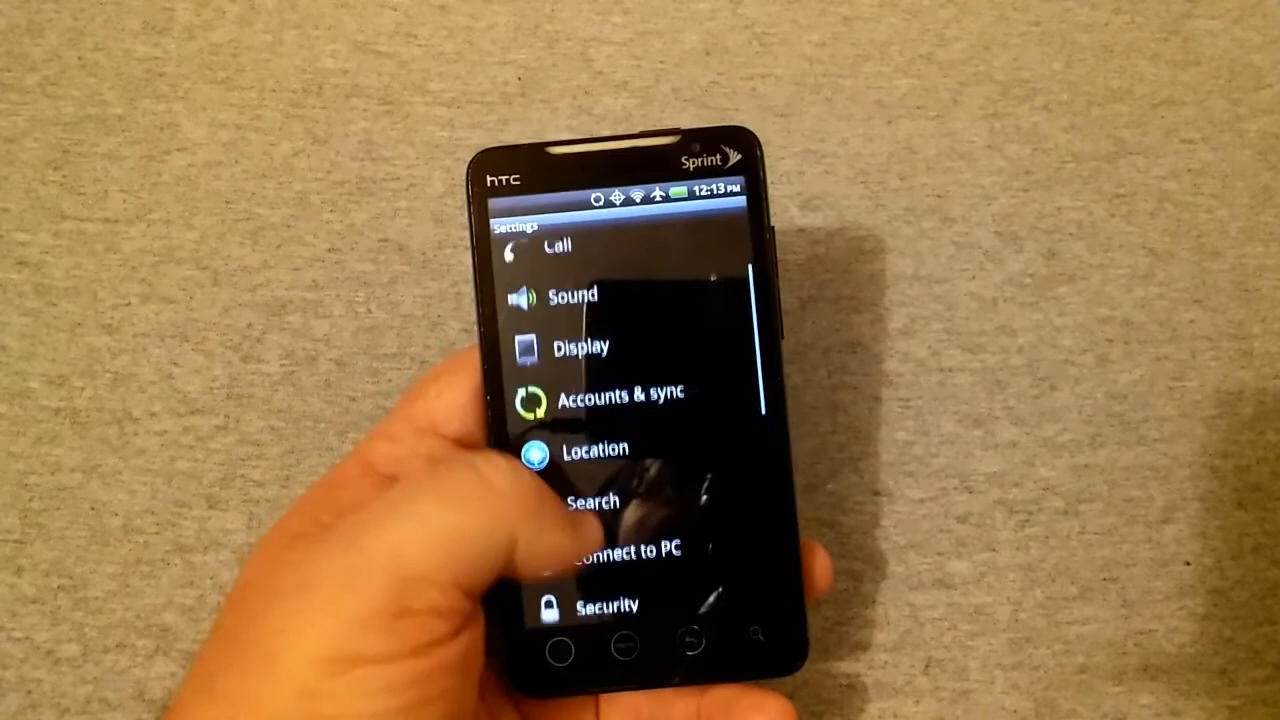 hTC
Sprint
12:13 PM
Settings
Call
Sound
Display
Accounts & sync
Location
Search
onnect to PC
Security